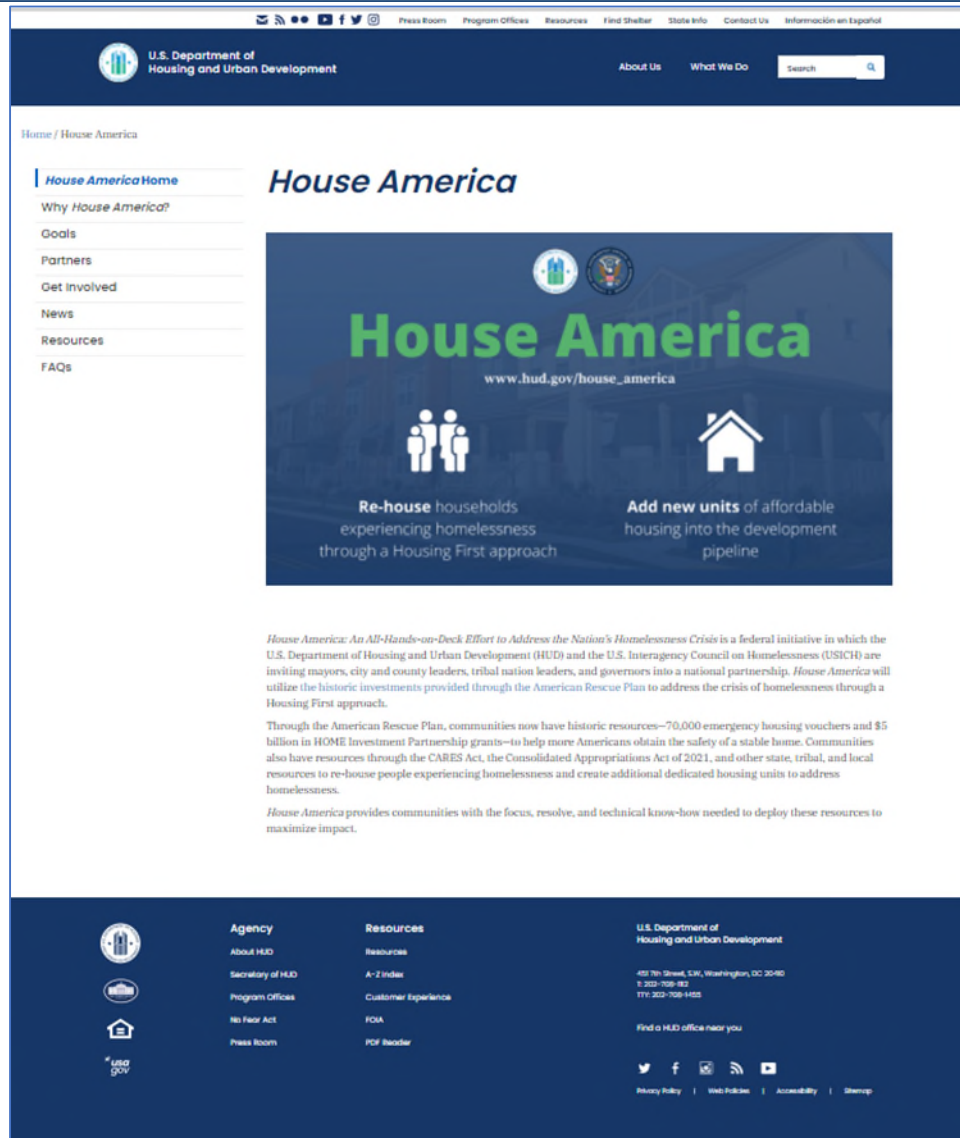 Press Room Program Offices Resources Find Shelter State Info Contact Us Información en Español
U.S. Department of
Housing and Urban Development
About Us What We Do Search
Home / House America
House America Home
Why House America?
Goals
Partners
Get Involved
News
Resources
FAQs
House America
House America
www.hud.gov/house_america
Re-house households
experiencing homelessness
through a Housing First approach
Add new units of affordable
housing into the development
pipeline
House America: An All-Hands-on-Deck Effort to Address the Nation's Homelessness Crisis is a federal initiative in which the
U.S. Department of Housing and Urban Development (HUD) and the U.S. Interagency Council on Homelessness (USICH) are
inviting mayors, city and county leaders, tribal nation leaders, and governors into a national partnership. House America will
utilize the historic investments provided through the American Rescue Plan to address the crisis of homelessness through a
Housing First approach.
Through the American Rescue Plan, communities now have historic resources—70,000 emergency housing vouchers and $5
billion in HOME Investment Partnership grants—to help more Americans obtain the safety of a stable home. Communities
also have resources through the CARES Act, the Consolidated Appropriations Act of 2021, and other state, tribal, and local
resources to re-house people experiencing homelessness and create additional dedicated housing units to address
homelessness.
House America provides communities with the focus, resolve, and technical know-how needed to deploy these resources to
maximize impact.
Agency
About HUD
Secretary of HUD
Program Offices
No Fear Act
Press Room
Resources
Resources
A-Z Index
Customer Experience
FOIA
PDF Reader
U.S. Department of
Housing and Urban Development
451 7th Street, S.W., Washington, DC 20410
T: 202-708-1112
TTY: 202-708-1455
Find a HUD office near you
Privacy Policy | Web Policies | Accessibility | Sitemap
usa
gov